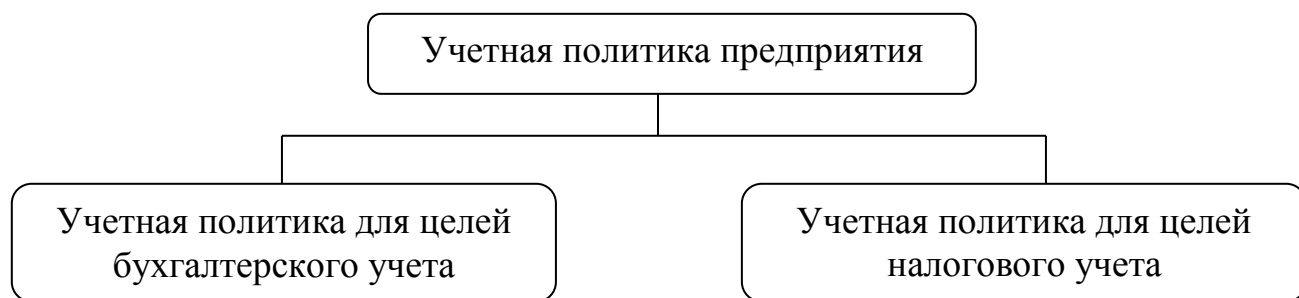 Учетная политика предприятия
Учетная политика для целей
бухгалтерского учета
Учетная политика для целей
налогового учета